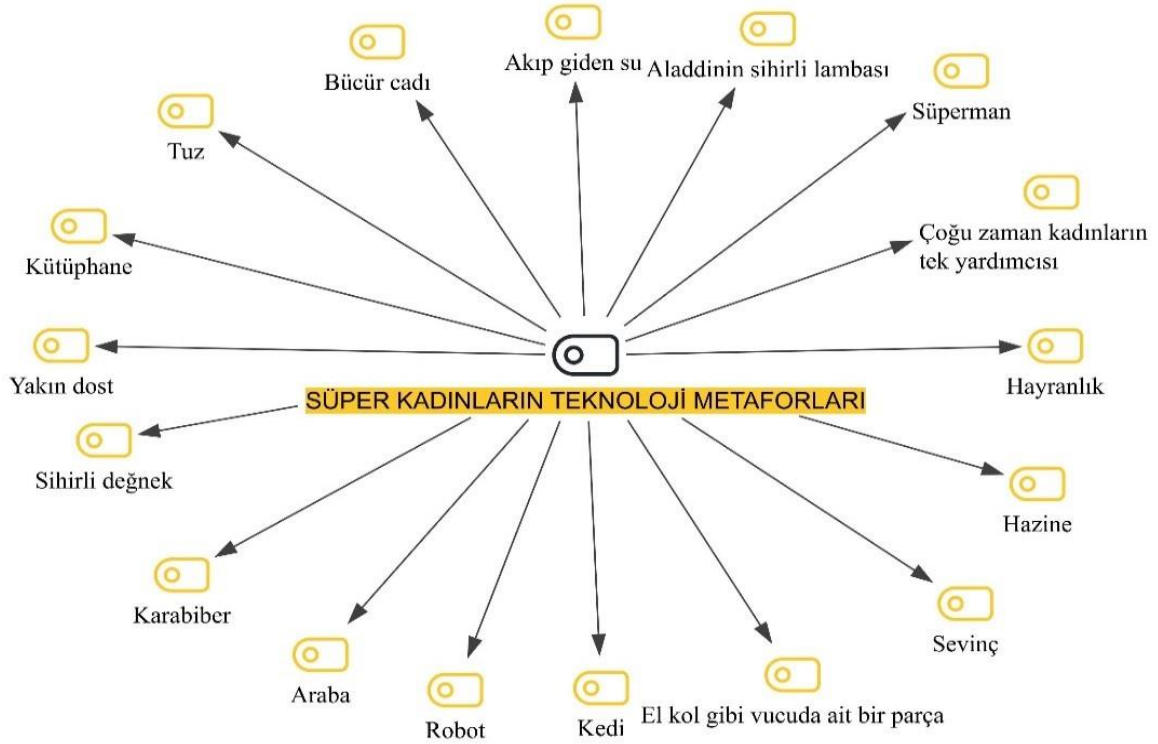 Akıp giden su
Aladdinin sihirli lambası
Bücür cadı
Süperman
Tuz
Çoğu zaman kadınların
tek yardımcısı
Kütüphane
Yakın dost
Hayranlık
SÜPER KADINLARIN TEKNOLOJİ METAFORLARI
Sihirli değnek
Hazine
Karabiber
Sevinç
Araba
Robot
Kedi
El kol gibi vucuda ait bir parça